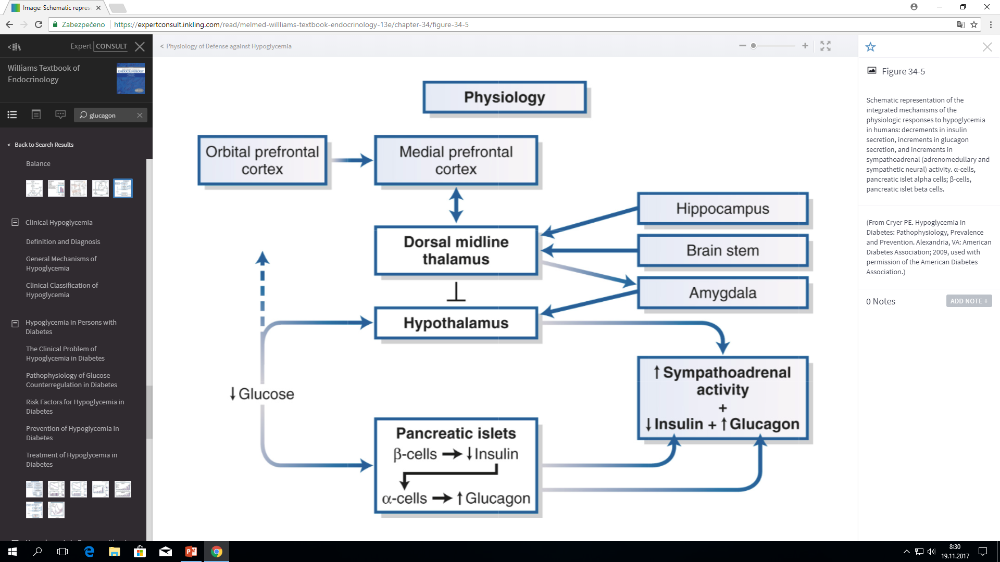 Image: Schematic repres
Zabezpečeno
https://expertconsult.inkling.com/read/melmed-willliams-textbook-endocrinology-13e/chapter-34/figure-34-5
Expert CONSULT
Williams Textbook of
Endocrinology
glucagon
< Back to Search Results
Balance
Clinical Hypoglycemia
Definition and Diagnosis
General Mechanisms of
Hypoglycemia
Clinical Classification of
Hypoglycemia
Hypoglycemia in Persons with
Diabetes
The Clinical Problem of
Hypoglycemia in Diabetes
Pathophysiology of Glucose
Counterregulation in Diabetes
Risk Factors for Hypoglycemia in
Diabetes
Prevention of Hypoglycemia in
Diabetes
Treatment of Hypoglycemia in
Diabetes
< Physiology of Defense against Hypoglycemia
Physiology
Orbital prefrontal
cortex
Medial prefrontal
cortex
Dorsal midline
thalamus
Hippocampus
Brain stem
Amygdala
Hypothalamus
↓ Glucose
↑ Sympathoadrenal
activity
+
↓ Insulin + ↑ Glucagon
Pancreatic islets
β-cells → ↓ Insulin
α-cells → ↑ Glucagon
Figure 34-5
Schematic representation of the
integrated mechanisms of the
physiologic responses to hypoglycemia
in humans: decrements in insulin
secretion, increments in glucagon
secretion, and increments in
sympathoadrenal (adrenomedullary and
sympathetic neural) activity. α-cells,
pancreatic islet alpha cells; β-cells,
pancreatic islet beta cells.
(From Cryer PE. Hypoglycemia in
Diabetes: Pathophysiology, Prevalence
and Prevention. Alexandria, VA: American
Diabetes Association; 2009, used with
permission of the American Diabetes
Association.)
0 Notes
ADD NOTE +
8:30
19.11.2017